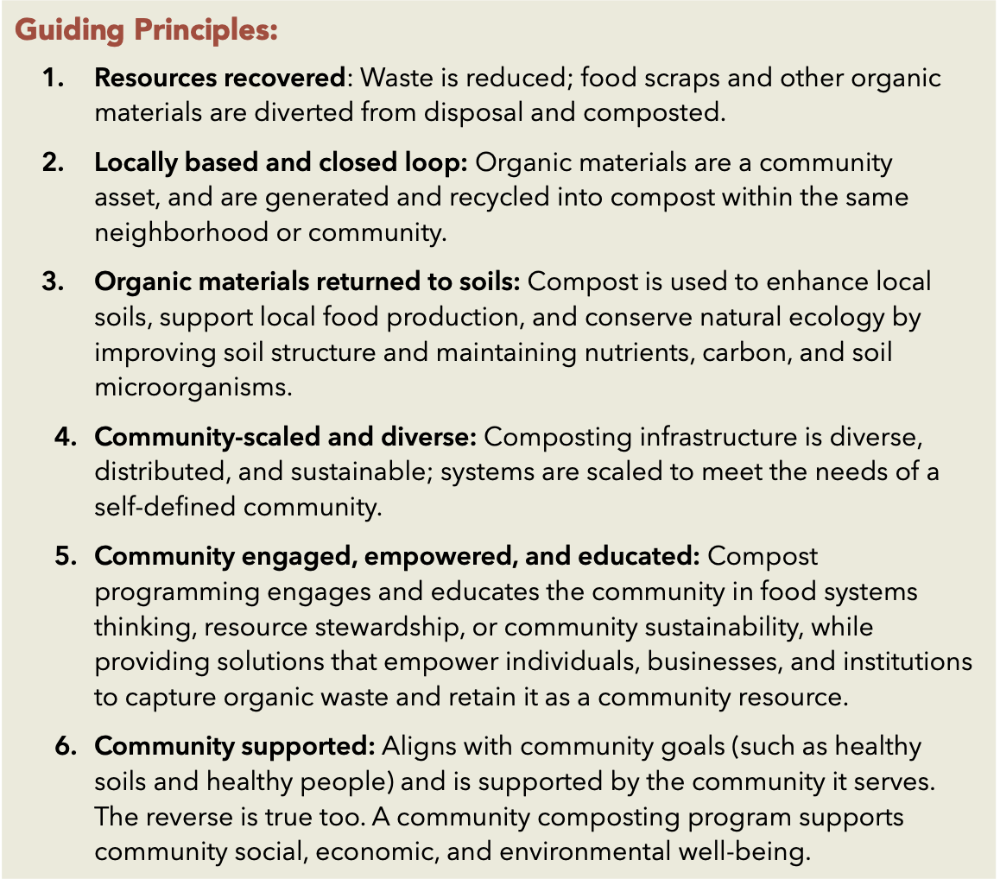 Guiding Principles:
1. Resources recovered: Waste is reduced; food scraps and other organic
materials are diverted from disposal and composted.
2. Locally based and closed loop: Organic materials are a community
asset, and are generated and recycled into compost within the same
neighborhood or community.
3. Organic materials returned to soils: Compost is used to enhance local
soils, support local food production, and conserve natural ecology by
improving soil structure and maintaining nutrients, carbon, and soil
microorganisms.
4. Community-scaled and diverse: Composting infrastructure is diverse,
distributed, and sustainable; systems are scaled to meet the needs of a
self-defined community.
5. Community engaged, empowered, and educated: Compost
programming engages and educates the community in food systems
thinking, resource stewardship, or community sustainability, while
providing solutions that empower individuals, businesses, and institutions
to capture organic waste and retain it as a community resource.
6. Community supported: Aligns with community goals (such as healthy
soils and healthy people) and is supported by the community it serves.
The reverse is true too. A community composting program supports
community social, economic, and environmental well-being.